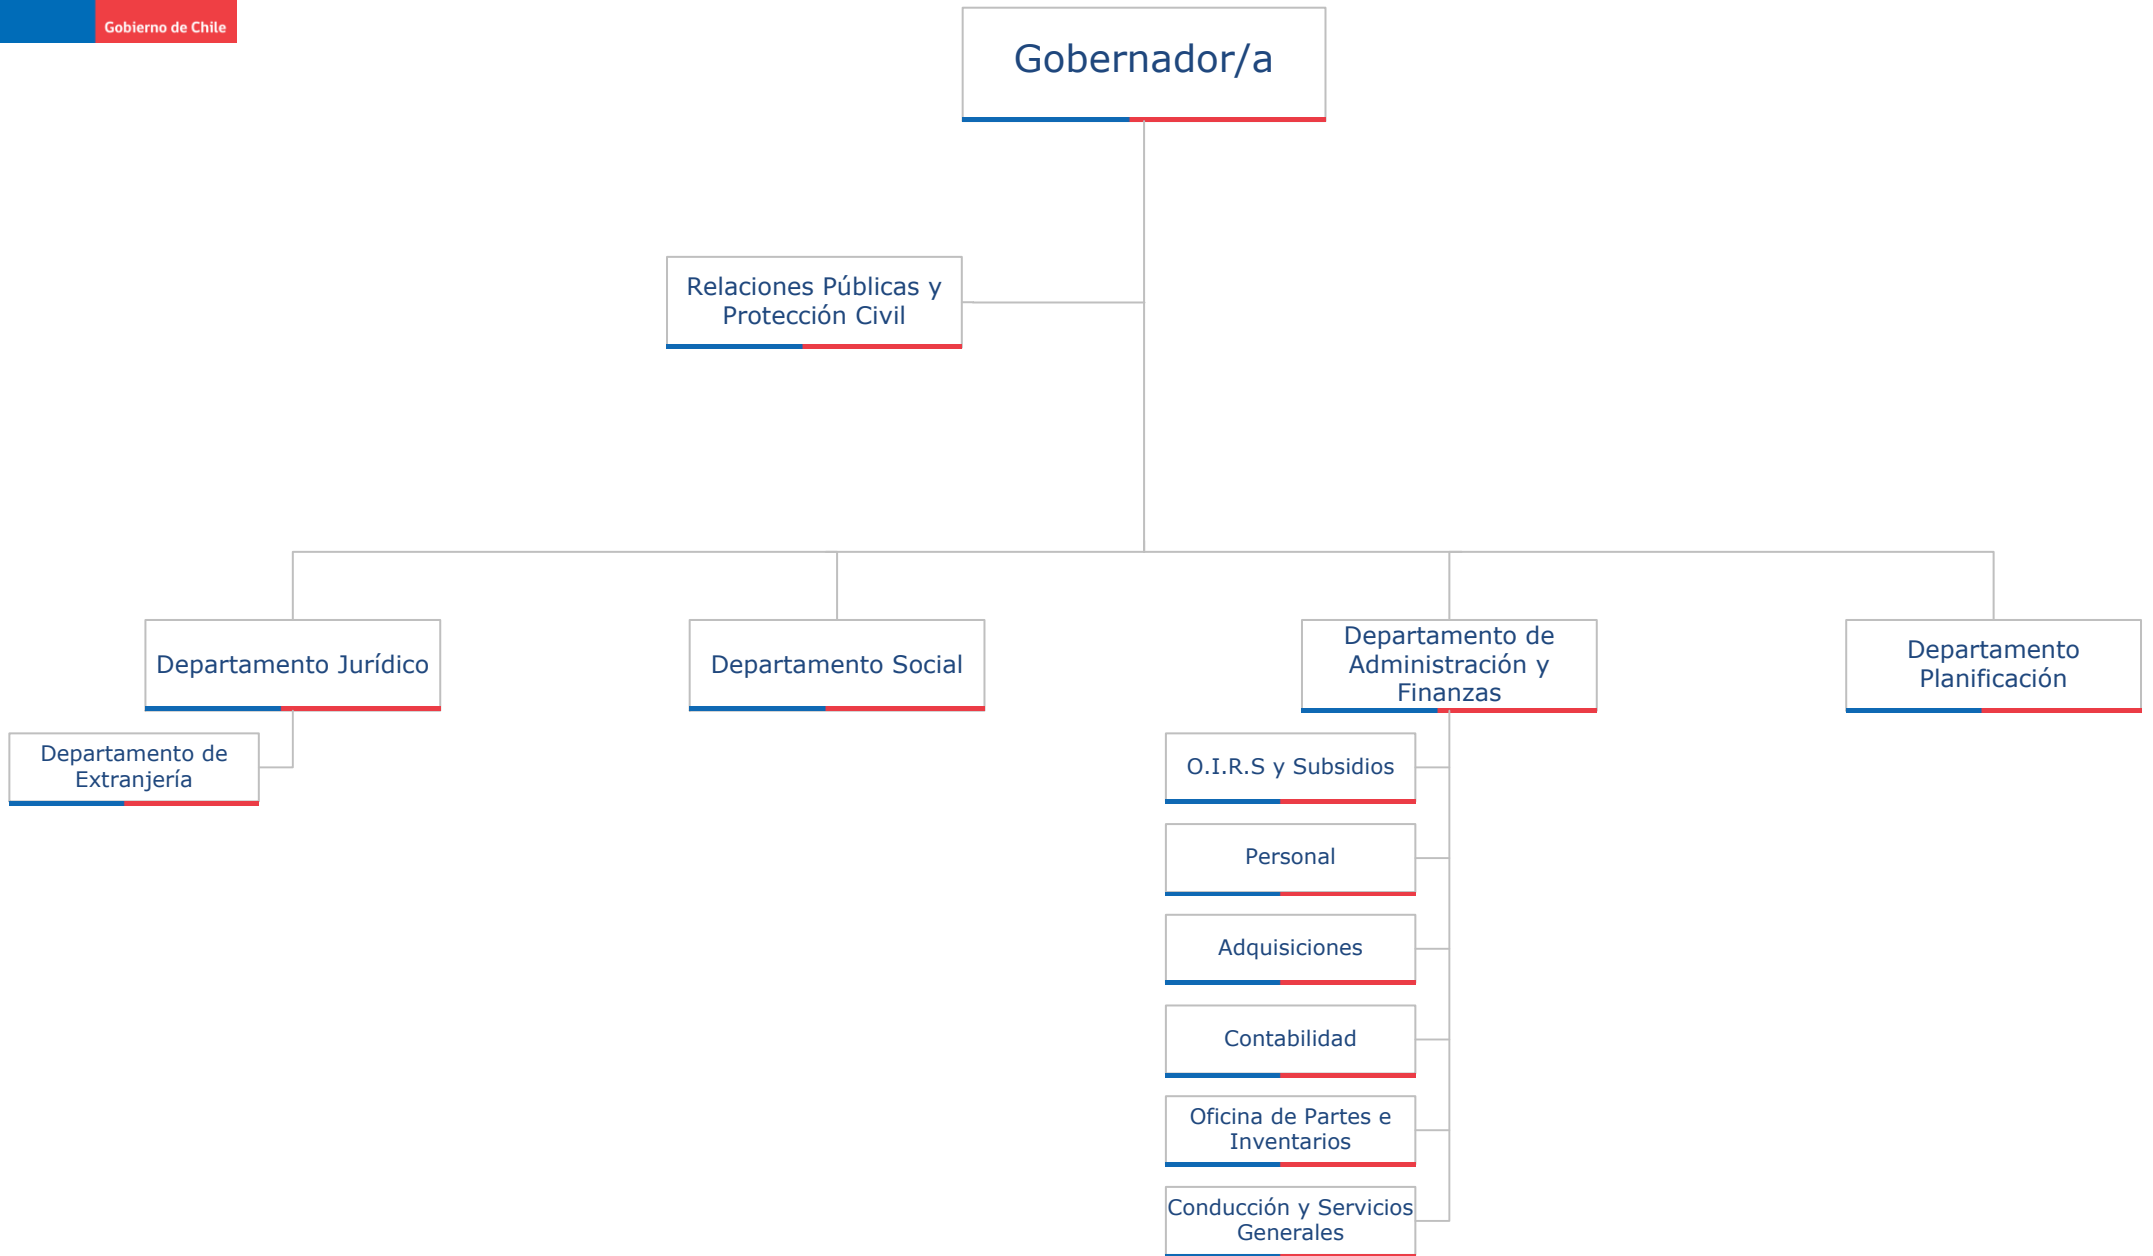 Gobierno de Chile
Gobernador/a
Relaciones Públicas y
Protección Civil
Departamento Jurídico
Departamento Social
Departamento de
Administración y
Finanzas
Departamento
Planificación
Departamento de
Extranjería
O.I.R.S y Subsidios
Personal
Adquisiciones
Contabilidad
Oficina de Partes e
Inventarios
Conducción y Servicios
Generales